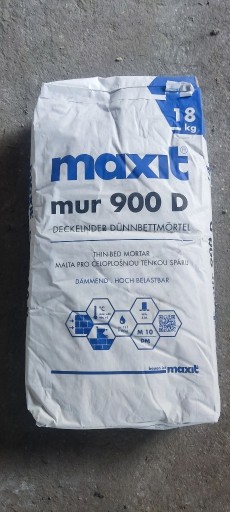 18
kg
maxit®
mur 900 D
DECKELNDER DÜNNBETTMÖRTEL
THIN-BED MORTAR
MALTA PRO CELOPLOŠNOU TENKOU SPÁRU
DÄMMEND · HOCH BELASTBAR
°C
M 10
DM
maxit